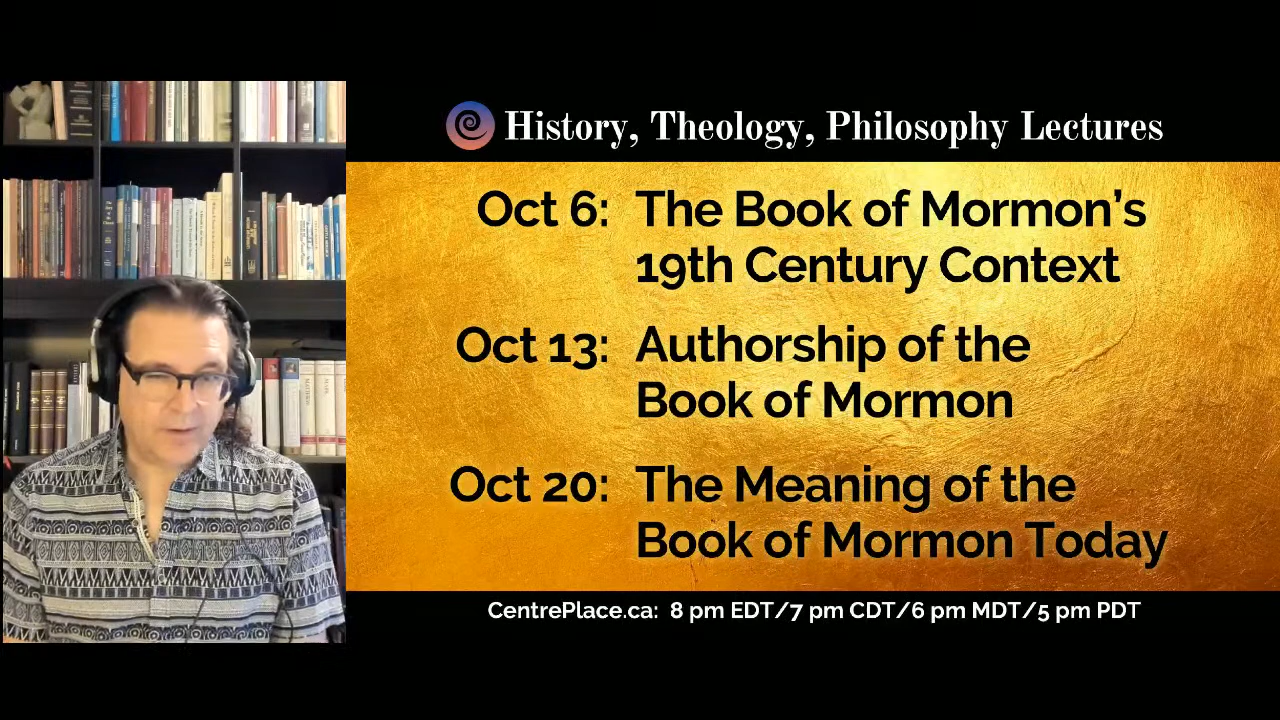 History, Theology, Philosophy Lectures
Oct 6: The Book of Mormon's
19th Century Context
Oct 13: Authorship of the
Book of Mormon
Oct 20: The Meaning of the
Book of Mormon Today
CentrePlace.ca: 8 pm EDT/7 pm CDT/6 pm MDT/5 pm PDT